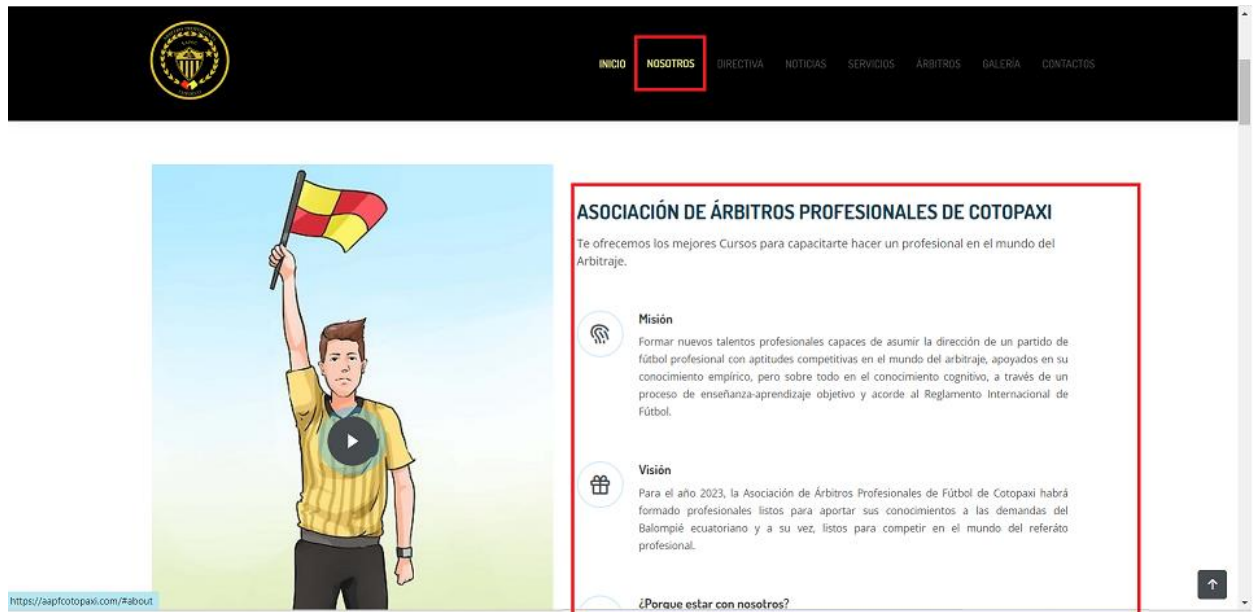 INICIO NOSOTROS DIRECTIVA NOTICIAS SERVICIOS ÁRBITROS GALERÍA CONTACTOS
ASOCIACIÓN DE ÁRBITROS PROFESIONALES DE COTOPAXI
Te ofrecemos los mejores Cursos para capacitarte hacer un profesional en el mundo del
Arbitraje.
Misión
Formar nuevos talentos profesionales capaces de asumir la dirección de un partido de
fútbol profesional con aptitudes competitivas en el mundo del arbitraje, apoyados en su
conocimiento empírico, pero sobre todo en el conocimiento cognitivo, a través de un
proceso de enseñanza-aprendizaje objetivo y acorde al Reglamento Internacional de
Fútbol.
Visión
Para el año 2023, la Asociación de Árbitros Profesionales de Fútbol de Cotopaxi habrá
formado profesionales listos para aportar sus conocimientos a las demandas del
Balompié ecuatoriano y a su vez, listos para competir en el mundo del referáto
profesional.
¿Porque estar con nosotros?
https://aapfcotopaxi.com/#about